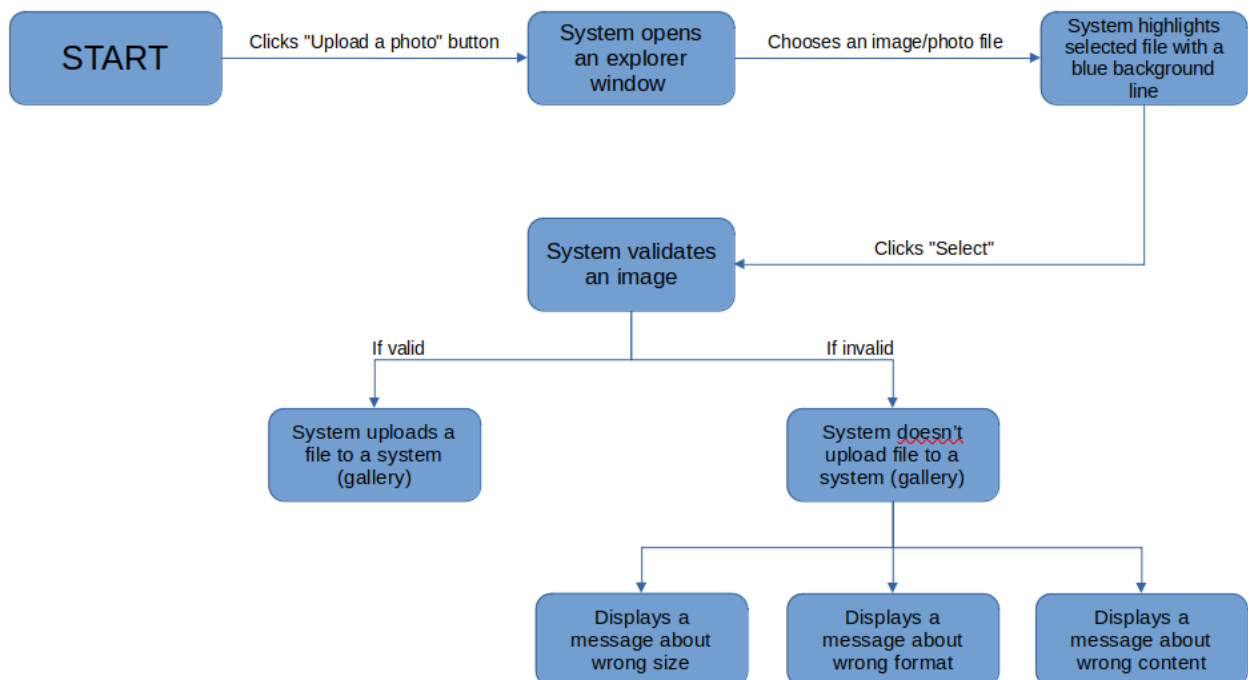 START
Clicks "Upload a photo" button
System opens
an explorer
window
Chooses an image/photo file
System highlights
selected file with a
blue background
line
Clicks "Select"
System validates
an image
If valid
If invalid
System uploads a
file to a system
(gallery)
System doesn’t
upload file to a
system (gallery)
Displays a
message about
wrong size
Displays a
message about
wrong format
Displays a
message about
wrong content